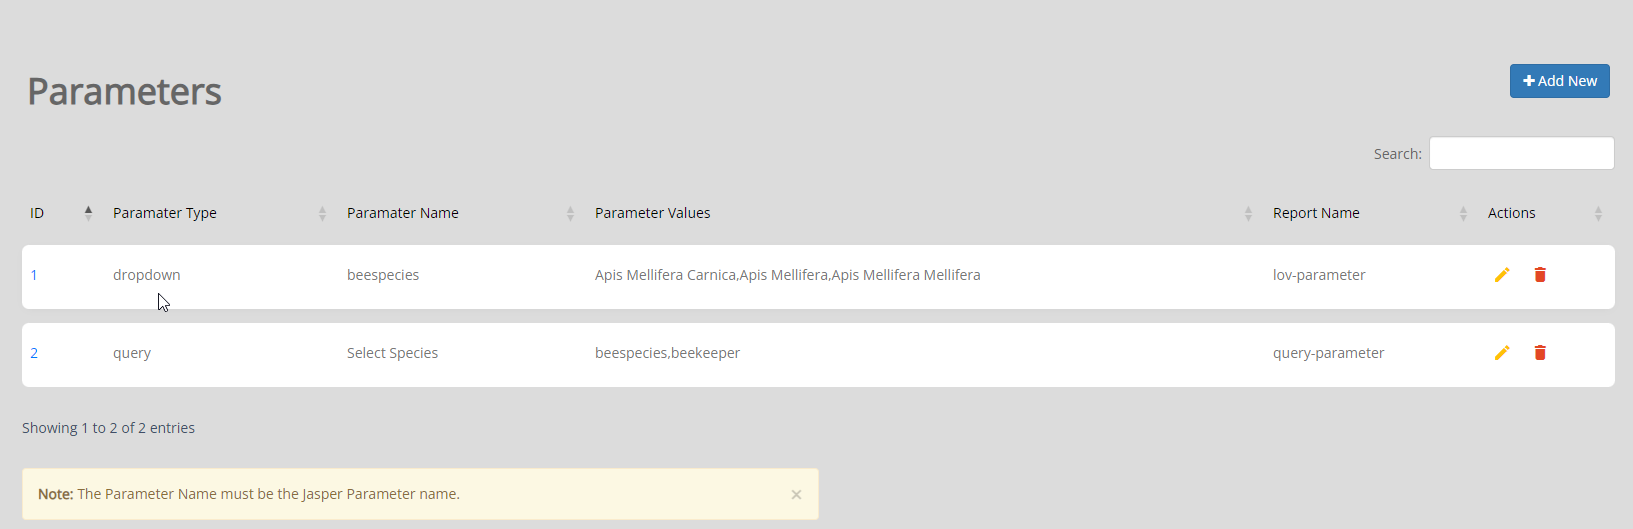 Parameters
Add New
Search:
ID Paramater Type Paramater Name Parameter Values Report Name Actions
1 dropdown beespecies Apis Mellifera Carnica,Apis Mellifera,Apis Mellifera Mellifera lov-parameter
2 query Select Species beespecies,beekeeper query-parameter
Showing 1 to 2 of 2 entries
Note: The Parameter Name must be the Jasper Parameter name. ×